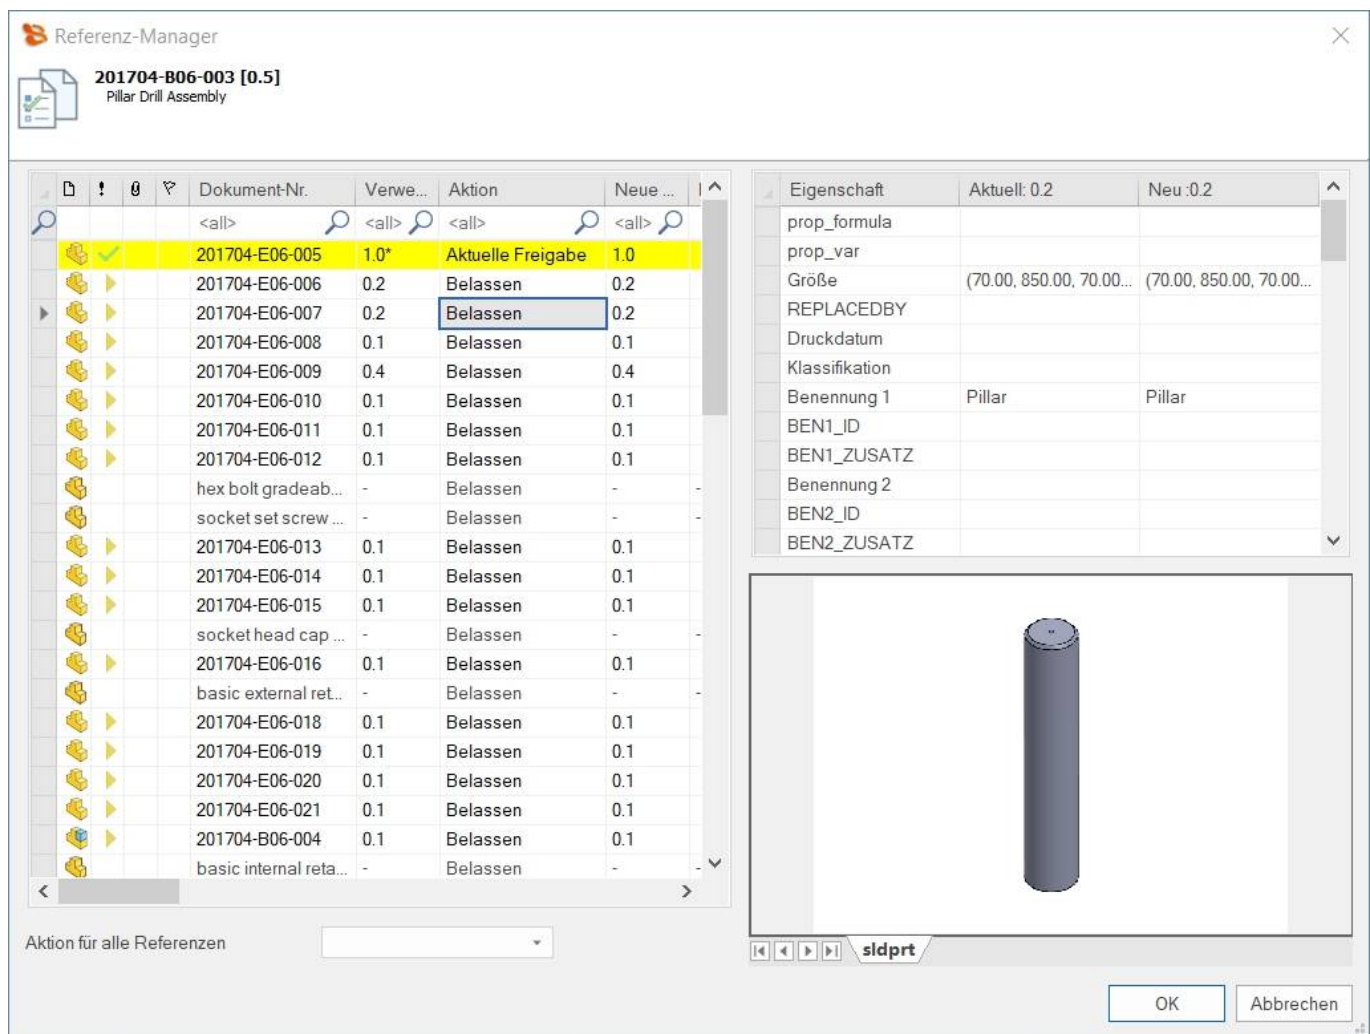 Referenz-Manager
201704-B06-003 [0.5]
Pillar Drill Assembly
! Dokument-Nr. Verwe... Aktion Neue ...
<all> <all> <all> <all>
201704-E06-005 1.0* Aktuelle Freigabe 1.0
201704-E06-006 0.2 Belassen 0.2
201704-E06-007 0.2 Belassen 0.2
201704-E06-008 0.1 Belassen 0.1
201704-E06-009 0.4 Belassen 0.4
201704-E06-010 0.1 Belassen 0.1
201704-E06-011 0.1 Belassen 0.1
201704-E06-012 0.1 Belassen 0.1
hex bolt gradeab... - Belassen - -
socket set screw ... - Belassen - -
201704-E06-013 0.1 Belassen 0.1
201704-E06-014 0.1 Belassen 0.1
201704-E06-015 0.1 Belassen 0.1
socket head cap ... - Belassen - -
201704-E06-016 0.1 Belassen 0.1
basic external ret... - Belassen - -
201704-E06-018 0.1 Belassen 0.1
201704-E06-019 0.1 Belassen 0.1
201704-E06-020 0.1 Belassen 0.1
201704-E06-021 0.1 Belassen 0.1
201704-B06-004 0.1 Belassen 0.1
basic internal reta... - Belassen - -
Aktion für alle Referenzen
Eigenschaft Aktuell: 0.2 Neu :0.2
prop_formula
prop_var
Größe (70.00, 850.00, 70.00... (70.00, 850.00, 70.00...
REPLACEDBY
Druckdatum
Klassifikation
Benennung 1 Pillar Pillar
BEN1_ID
BEN1_ZUSATZ
Benennung 2
BEN2_ID
BEN2_ZUSATZ
sldprt
OK Abbrechen